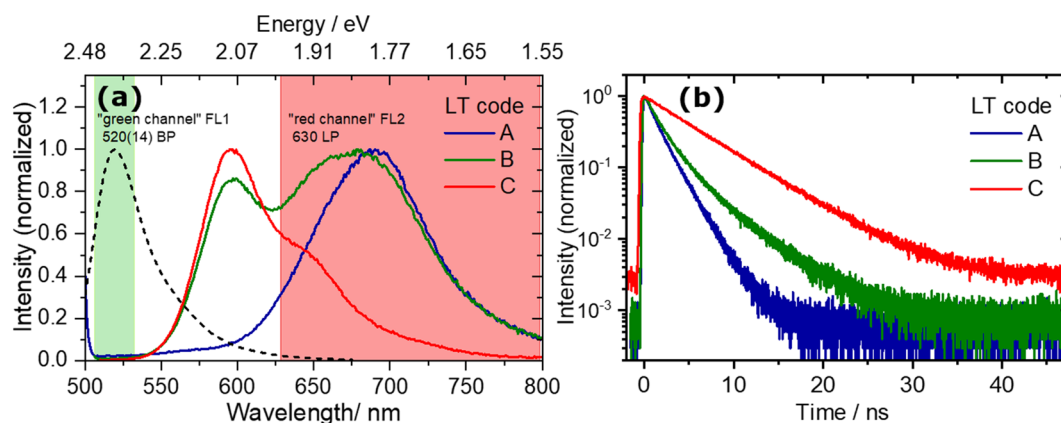 Energy / eV
2.48 2.25 2.07 1.91 1.77 1.65 1.55
(a)
"green channel" FL1
520(14) BP
"red channel" FL2
630 LP
LT code
A
B
C
1.2
1.0
0.8
0.6
0.4
0.2
0.0
Intensity (normalized)
500 550 600 650 700 750 800
Wavelength/ nm
(b)
LT code
A
B
C
10⁰
10⁻¹
10⁻²
10⁻³
Intensity (normalized)
0 10 20 30 40
Time / ns